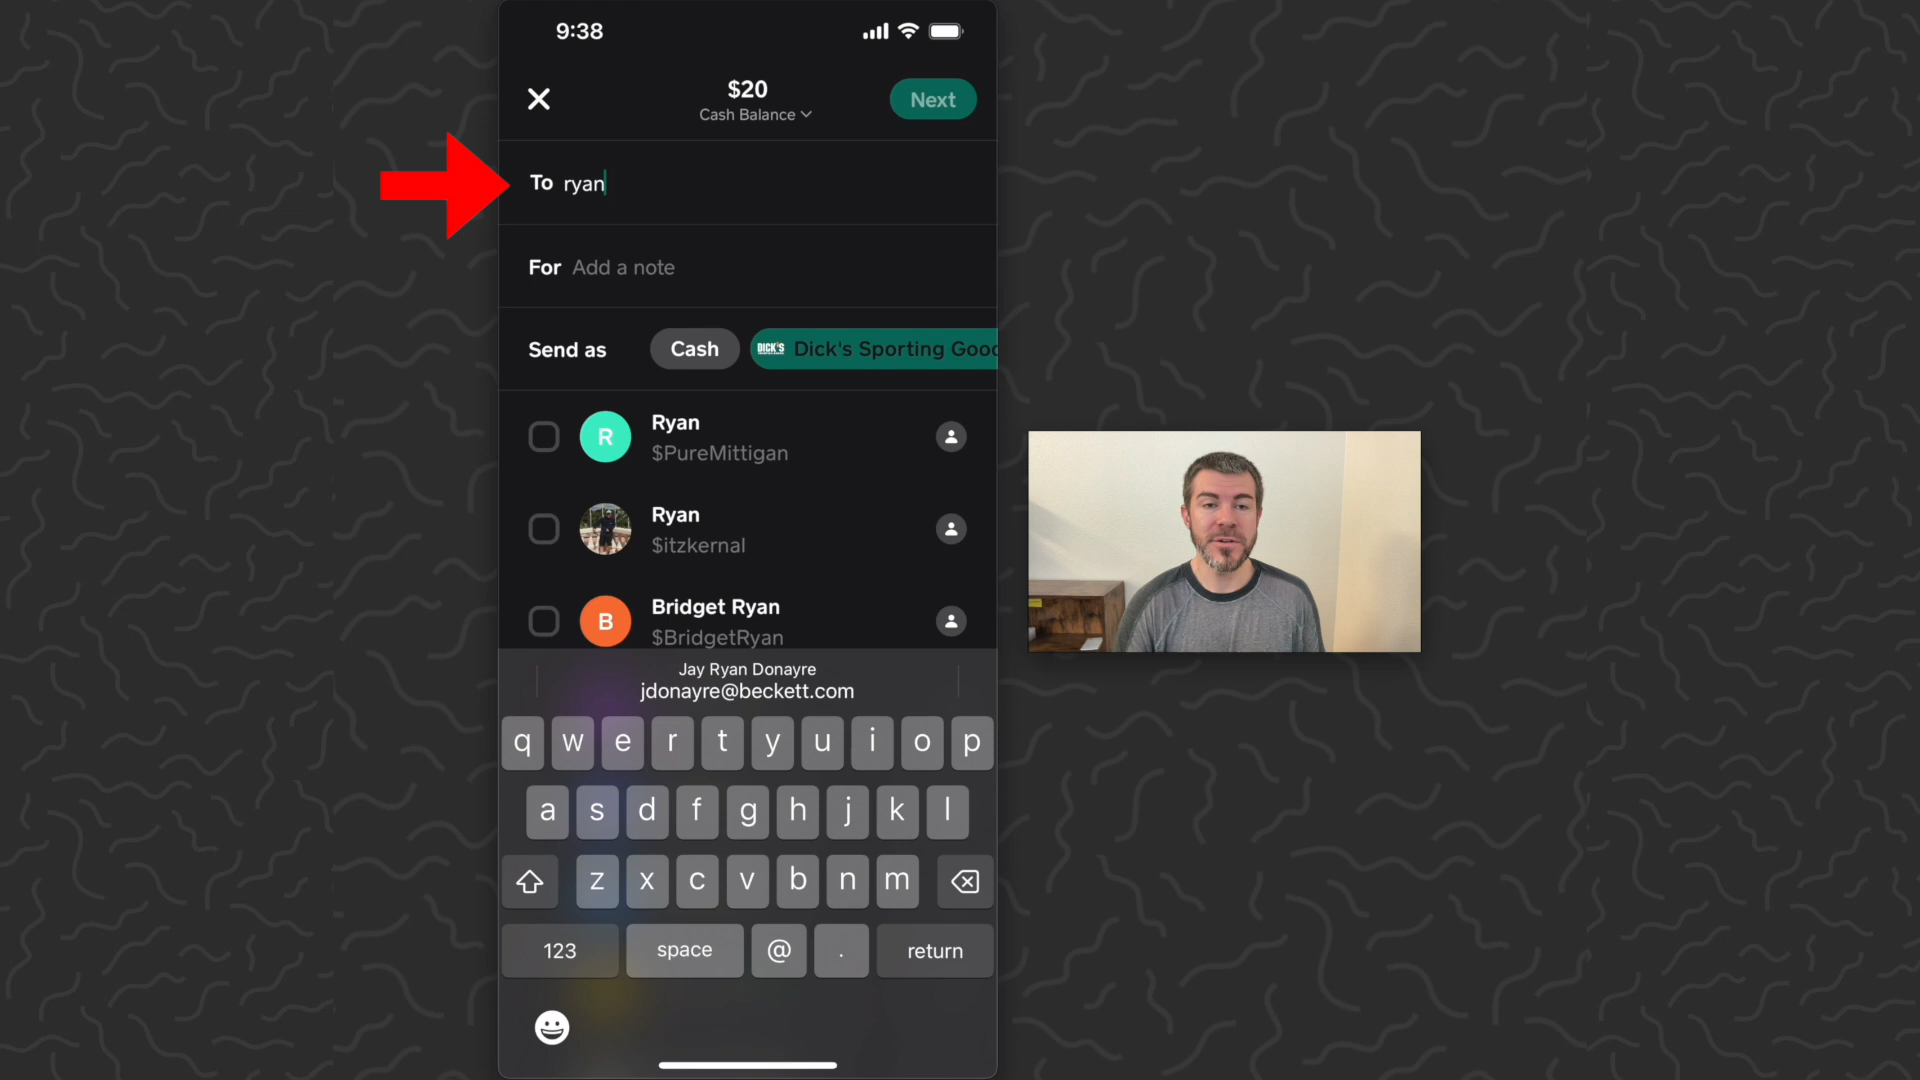 9:38
$20
Cash Balance
Next
To ryan
For Add a note
Send as Cash DICK'S Dick's Sporting Good
R Ryan
$PureMittigan
Ryan
$itzkernal
B Bridget Ryan
$BridgetRyan
Jay Ryan Donayre
jdonayre@beckett.com
q w e r t y u i o p
a s d f g h j k l
z x c v b n m
123 space @ . return